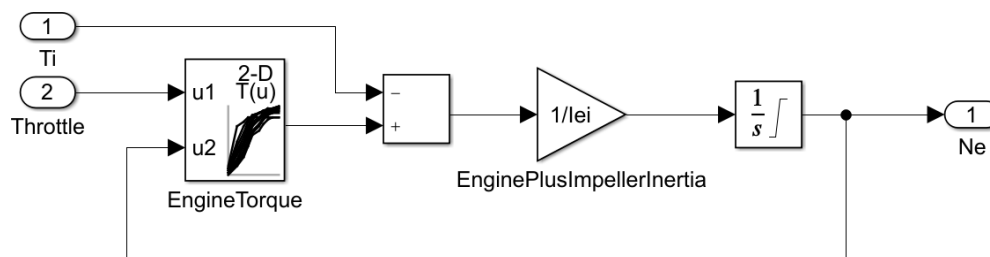 1
Ti
2
Throttle
2-D
T(u)
u1
u2
EngineTorque
−
+
1/Iei
EnginePlusImpellerInertia
1
s
1
Ne